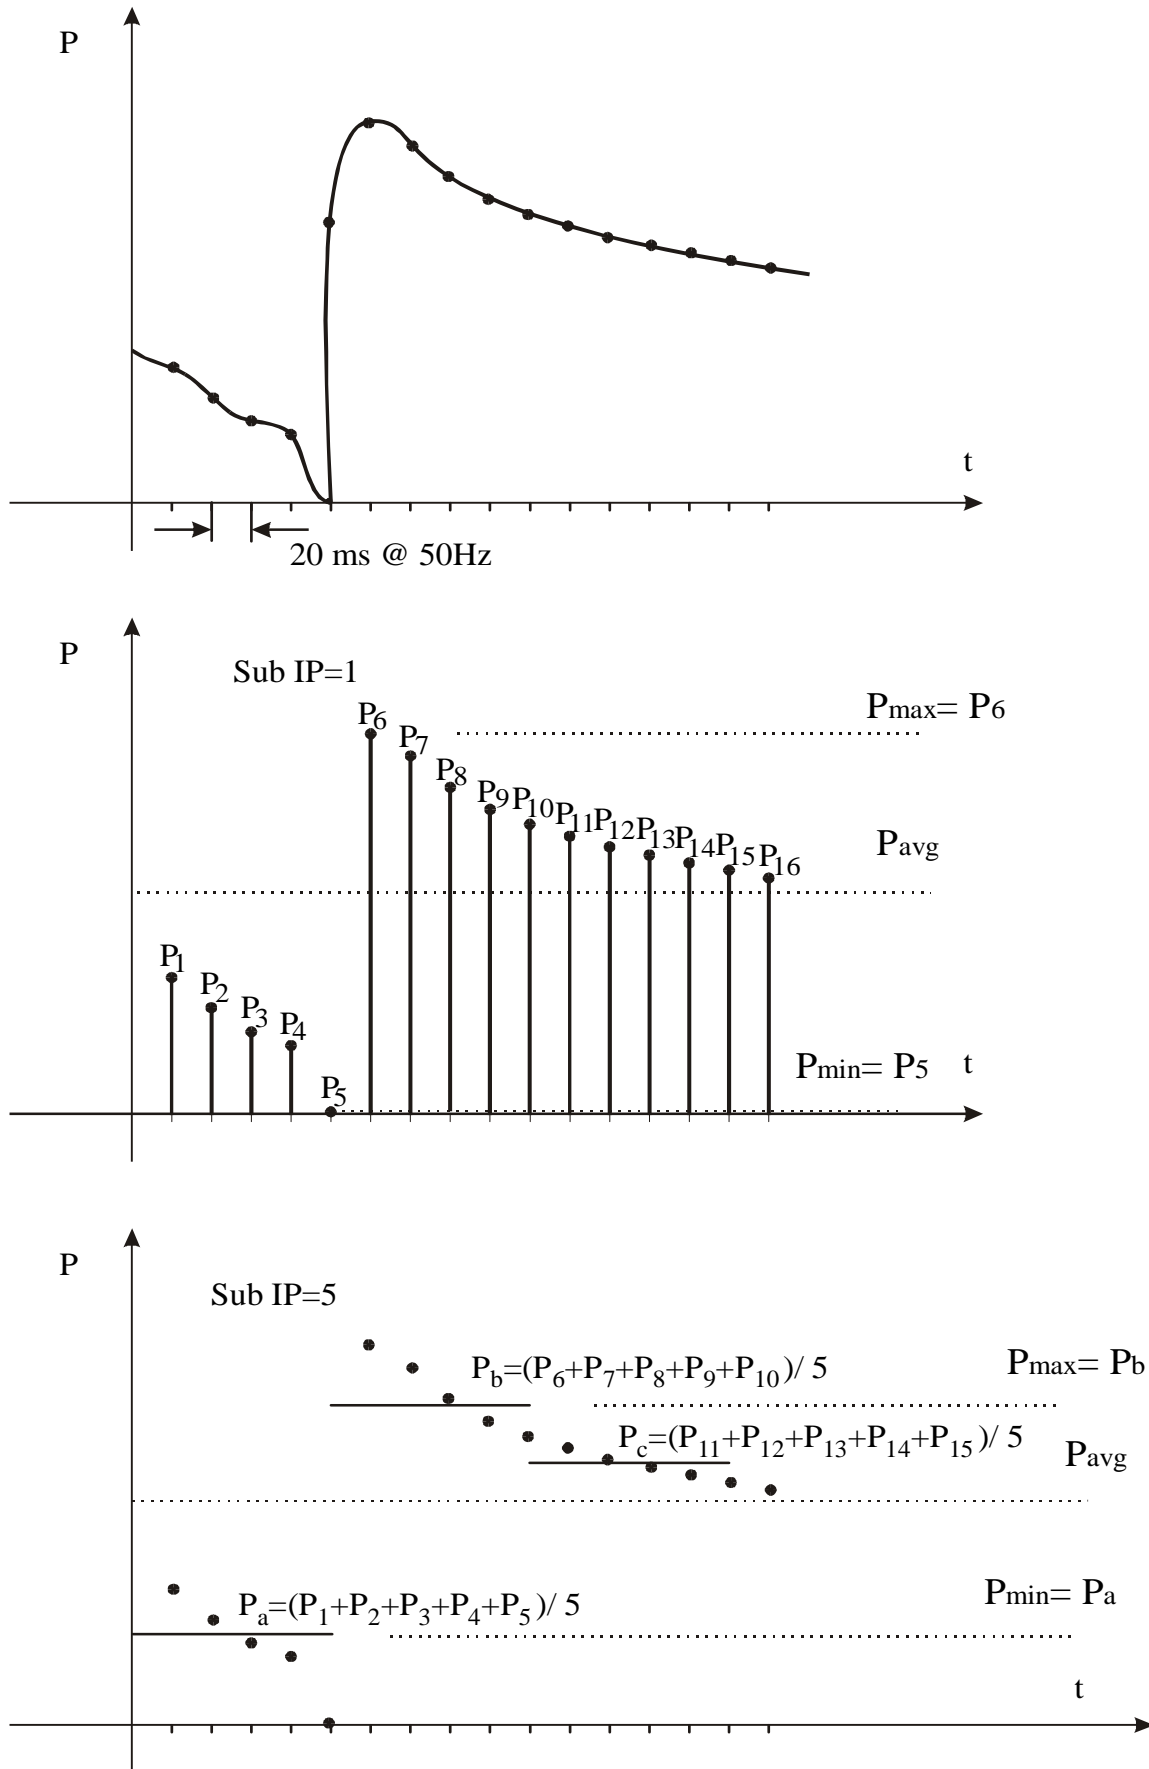 P
t
20 ms @ 50Hz
P
Sub IP=1
Pmax= P6
P6
P7
P8
P9
P10
P11
P12
P13
P14
P15
P16
Pavg
P1
P2
P3
P4
P5
Pmin= P5
t
P
Sub IP=5
Pb=(P6+P7+P8+P9+P10)/ 5
Pmax= Pb
Pc=(P11+P12+P13+P14+P15)/ 5
Pavg
Pa=(P1+P2+P3+P4+P5)/ 5
Pmin= Pa
t